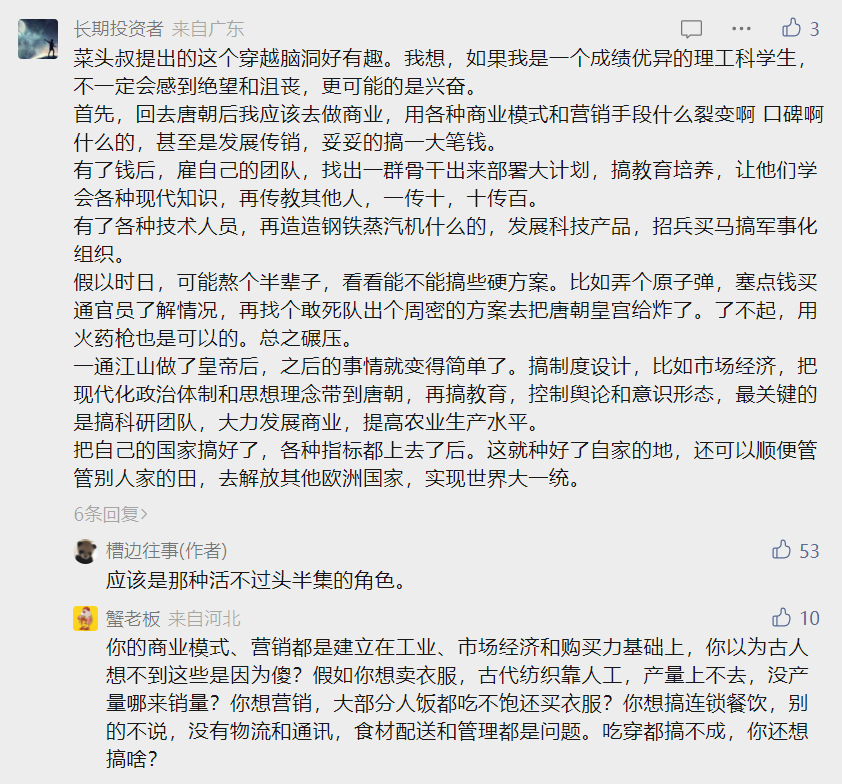 长期投资者 来自广东 3
菜头叔提出的这个穿越脑洞好有趣。我想，如果我是一个成绩优异的理工科学生，
不一定会感到绝望和沮丧，更可能的是兴奋。
首先，回去唐朝后我应该去做商业，用各种商业模式和营销手段什么裂变啊 口碑啊
什么的，甚至是发展传销，妥妥的搞一大笔钱。
有了钱后，雇自己的团队，找出一群骨干出来部署大计划，搞教育培养，让他们学
会各种现代知识，再传教其他人，一传十，十传百。
有了各种技术人员，再造造钢铁蒸汽机什么的，发展科技产品，招兵买马搞军事化
组织。
假以时日，可能熬个半辈子，看看能不能搞些硬方案。比如弄个原子弹，塞点钱买
通官员了解情况，再找个敢死队出个周密的方案去把唐朝皇宫给炸了。了不起，用
火药枪也是可以的。总之碾压。
一通江山做了皇帝后，之后的事情就变得简单了。搞制度设计，比如市场经济，把
现代化政治体制和思想理念带到唐朝，再搞教育，控制舆论和意识形态，最关键的
是搞科研团队，大力发展商业，提高农业生产水平。
把自己的国家搞好了，各种指标都上去了后。这就种好了自家的地，还可以顺便管
管别人家的田，去解放其他欧洲国家，实现世界大一统。
6条回复>
槽边往事(作者) 53
应该是那种活不过头半集的角色。
蟹老板 来自河北 10
你的商业模式、营销都是建立在工业、市场经济和购买力基础上，你以为古人
想不到这些是因为傻？假如你想卖衣服，古代纺织靠人工，产量上不去，没产
量哪来销量？你想营销，大部分人饭都吃不饱还买衣服？你想搞连锁餐饮，别
的不说，没有物流和通讯，食材配送和管理都是问题。吃穿都搞不成，你还想
搞啥？